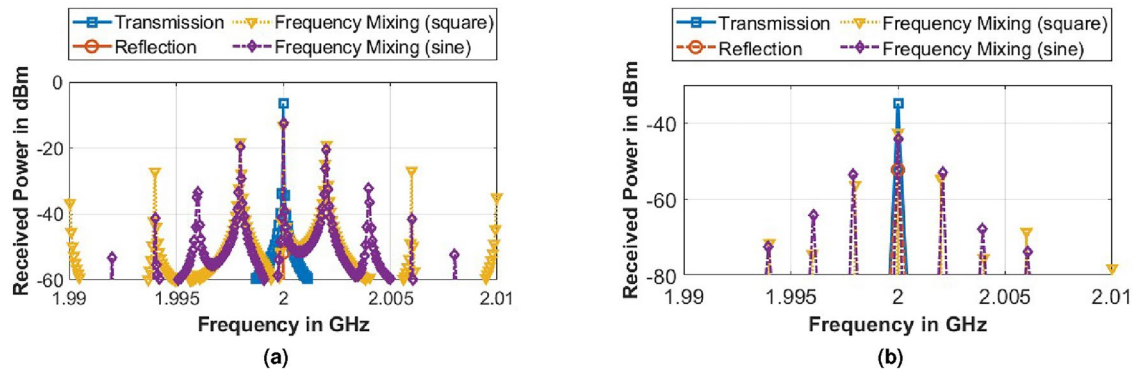 Transmission Frequency Mixing (square)
Reflection Frequency Mixing (sine)
0
-20
-40
-60
Received Power in dBm
1.99 1.995 2 2.005 2.01
Frequency in GHz
(a)
Transmission Frequency Mixing (square)
Reflection Frequency Mixing (sine)
-40
-60
-80
Received Power in dBm
1.99 1.995 2 2.005 2.01
Frequency in GHz
(b)